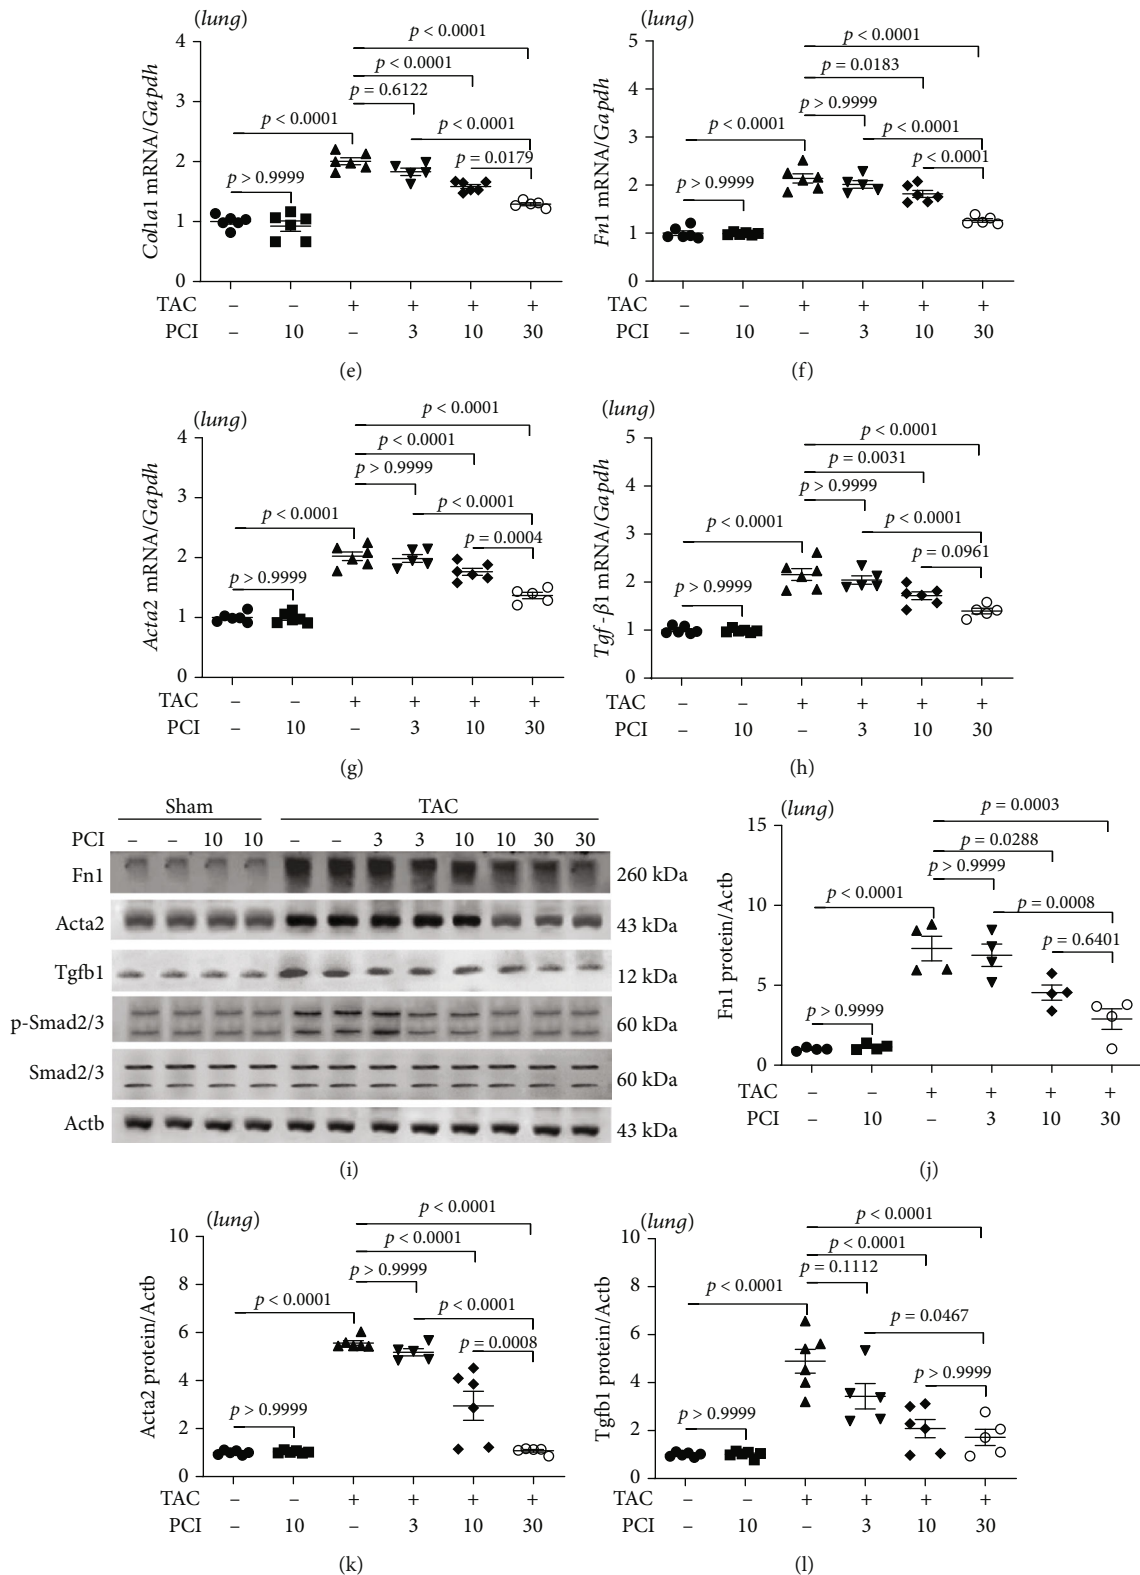 (lung)
Col1a1 mRNA/Gapdh
4
3
2
1
0
p < 0.0001
p < 0.0001
p = 0.6122
p < 0.0001
p < 0.0001
p = 0.0179
p > 0.9999
TAC – – + + + +
PCI – 10 – 3 10 30
(e)
(lung)
Fn1 mRNA/Gapdh
5
4
3
2
1
0
p < 0.0001
p = 0.0183
p > 0.9999
p < 0.0001
p < 0.0001
p < 0.0001
p > 0.9999
TAC – – + + + +
PCI – 10 – 3 10 30
(f)
(lung)
Acta2 mRNA/Gapdh
4
3
2
1
0
p < 0.0001
p < 0.0001
p > 0.9999
p < 0.0001
p < 0.0001
p = 0.0004
p > 0.9999
TAC – – + + + +
PCI – 10 – 3 10 30
(g)
(lung)
Tgf-β1 mRNA/Gapdh
5
4
3
2
1
0
p < 0.0001
p = 0.0031
p > 0.9999
p < 0.0001
p < 0.0001
p = 0.0961
p > 0.9999
TAC – – + + + +
PCI – 10 – 3 10 30
(h)
Sham TAC
PCI – – 10 10 – – 3 3 10 10 30 30
Fn1 260 kDa
Acta2 43 kDa
Tgfb1 12 kDa
p-Smad2/3 60 kDa
Smad2/3 60 kDa
Actb 43 kDa
(i)
(lung)
Fn1 protein/Actb
15
10
5
0
p = 0.0003
p = 0.0288
p > 0.9999
p < 0.0001
p = 0.0008
p = 0.6401
p > 0.9999
TAC – – + + + +
PCI – 10 – 3 10 30
(j)
(lung)
Acta2 protein/Actb
10
8
6
4
2
0
p < 0.0001
p < 0.0001
p > 0.9999
p < 0.0001
p < 0.0001
p = 0.0008
p > 0.9999
TAC – – + + + +
PCI – 10 – 3 10 30
(k)
(lung)
Tgfb1 protein/Actb
10
8
6
4
2
0
p < 0.0001
p < 0.0001
p = 0.1112
p < 0.0001
p = 0.0467
p > 0.9999
p > 0.9999
TAC – – + + + +
PCI – 10 – 3 10 30
(l)